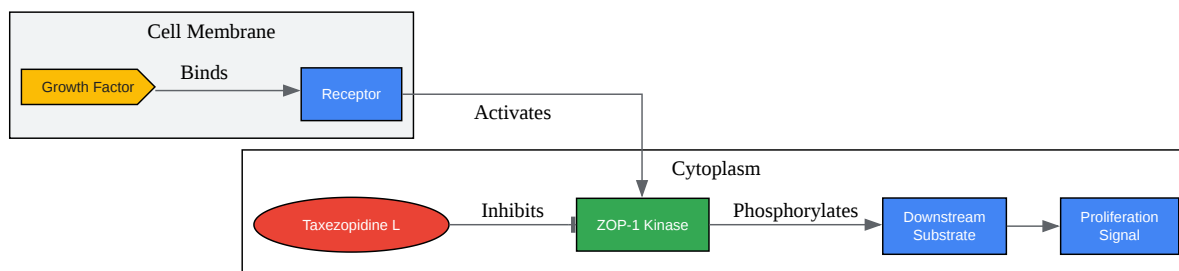 Cell Membrane
Growth Factor
Binds
Receptor
Activates
Cytoplasm
Taxezopidine L
Inhibits
ZOP-1 Kinase
Phosphorylates
Downstream
Substrate
Proliferation
Signal